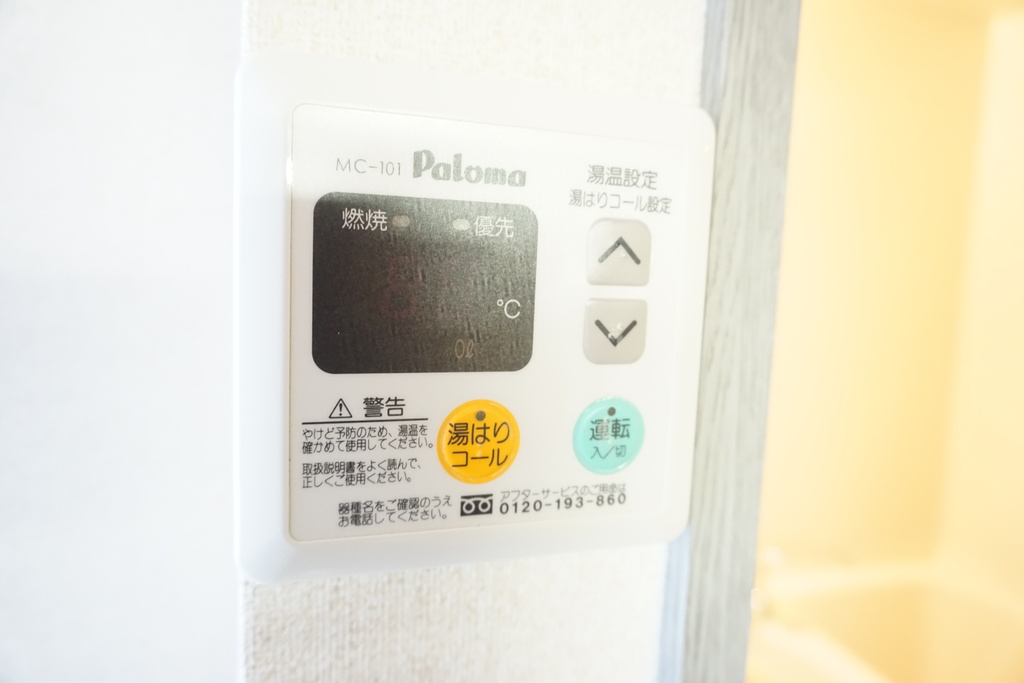 MC-101 Paloma
湯温設定
湯はりコール設定
燃焼 優先
℃
0ℓ
警告
やけど予防のため、湯温を
確かめて使用してください。
取扱説明書をよく読んで、
正しくご使用ください。
湯はり
コール
運転
入/切
器種名をご確認のうえ
お電話してください。
アフターサービスのご用命は
0120-193-860